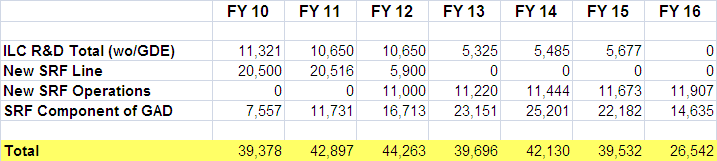 FY 10 FY 11 FY 12 FY 13 FY 14 FY 15 FY 16
ILC R&D Total (wo/GDE) 11,321 10,650 10,650 5,325 5,485 5,677 0
New SRF Line 20,500 20,516 5,900 0 0 0 0
New SRF Operations 0 0 11,000 11,220 11,444 11,673 11,907
SRF Component of GAD 7,557 11,731 16,713 23,151 25,201 22,182 14,635
Total 39,378 42,897 44,263 39,696 42,130 39,532 26,542